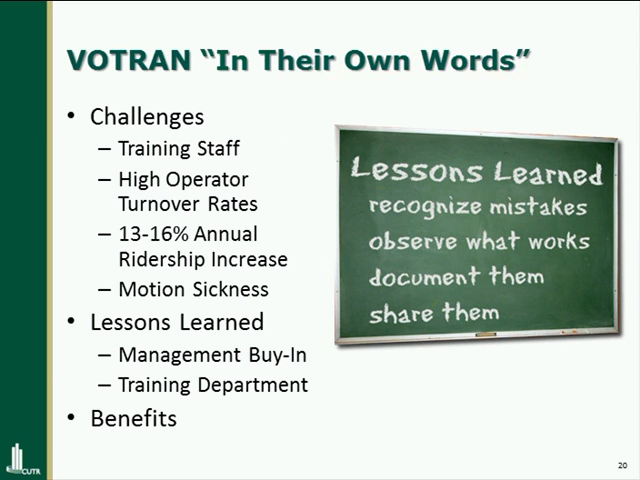 VOTRAN “In Their Own Words”
• Challenges
– Training Staff
– High Operator
Turnover Rates
– 13-16% Annual
Ridership Increase
– Motion Sickness
• Lessons Learned
– Management Buy-In
– Training Department
• Benefits
Lessons Learned
recognize mistakes
observe what works
document them
share them
CUTR
20